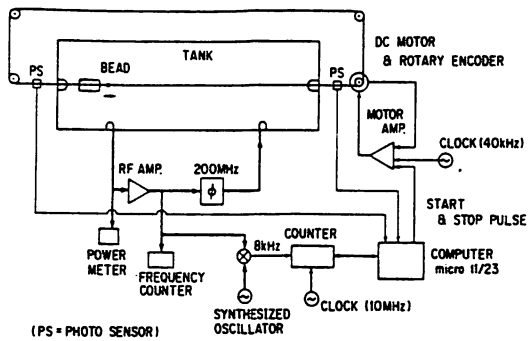 TANK
DC MOTOR
& ROTARY ENCODER
PS
BEAD
PS
MOTOR
AMP.
CLOCK (40kHz)
RF AMP.
200MHz
ϕ
START
& STOP PULSE
POWER
METER
FREQUENCY
COUNTER
8kHz
COUNTER
COMPUTER
micro 11/23
SYNTHESIZED
OSCILLATOR
CLOCK (10MHz)
(PS = PHOTO SENSOR)